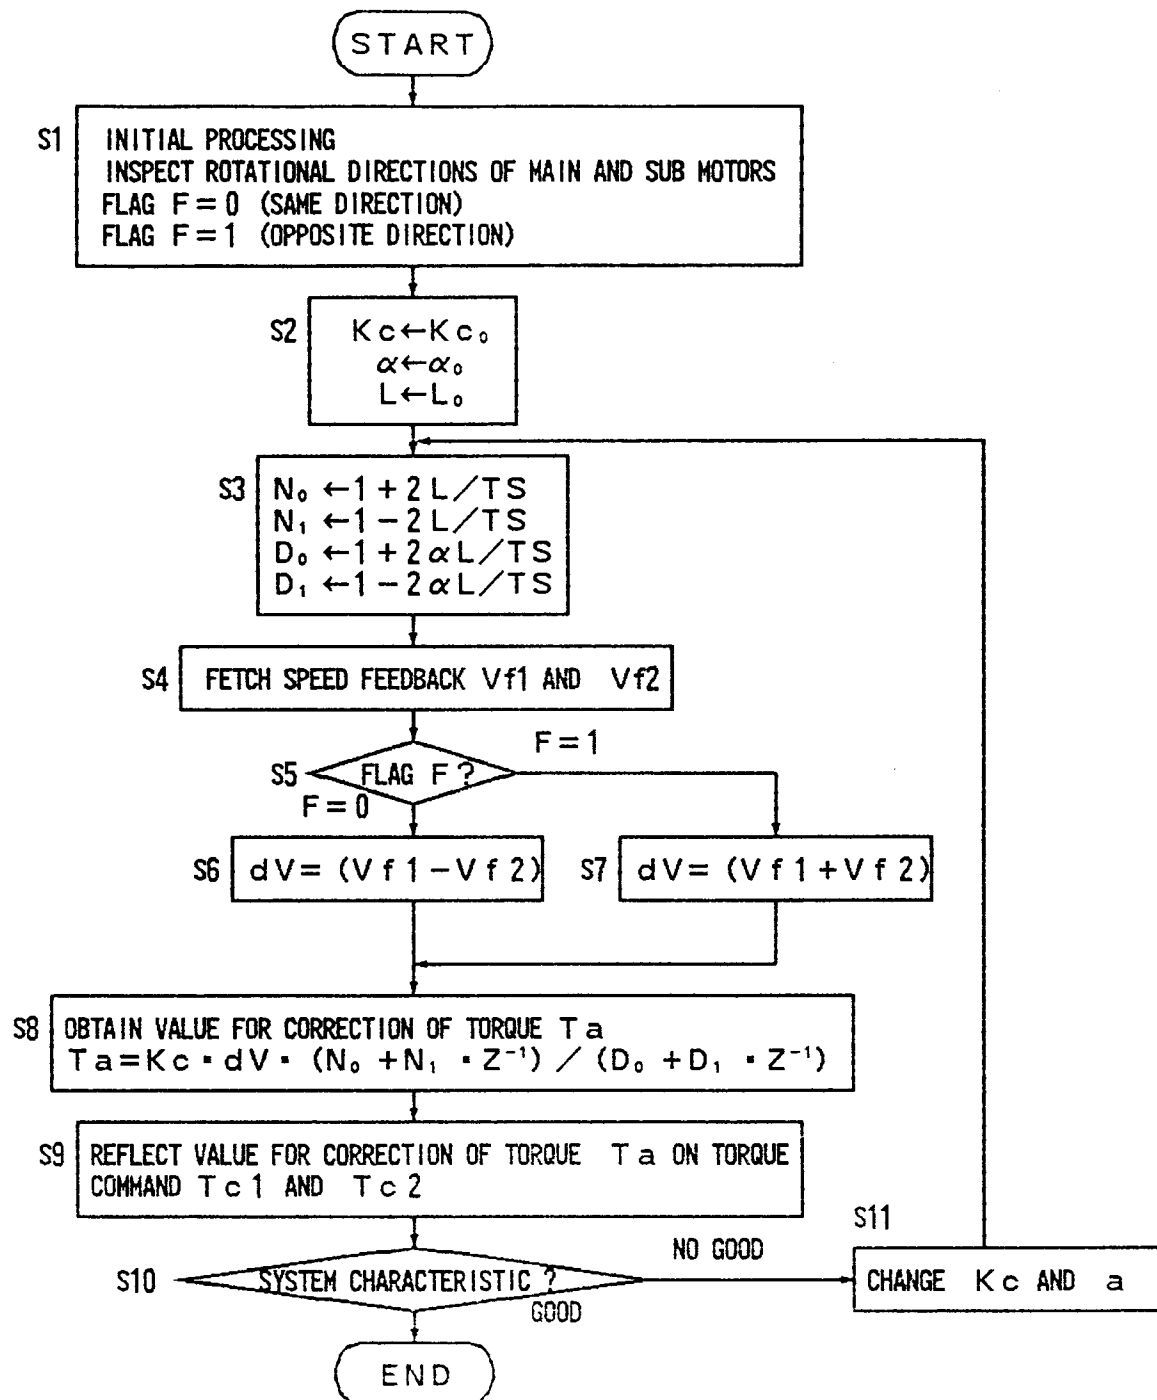 START
S1
INITIAL PROCESSING
INSPECT ROTATIONAL DIRECTIONS OF MAIN AND SUB MOTORS
FLAG F=0 (SAME DIRECTION)
FLAG F=1 (OPPOSITE DIRECTION)
S2
Kc←Kc₀
α←α₀
L←L₀
S3
N₀ ←1+2L/TS
N₁ ←1-2L/TS
D₀ ←1+2αL/TS
D₁ ←1-2αL/TS
S4
FETCH SPEED FEEDBACK Vf1 AND Vf2
F=1
S5
FLAG F?
F=0
S6
dV=(Vf1-Vf2)
S7
dV=(Vf1+Vf2)
S8
OBTAIN VALUE FOR CORRECTION OF TORQUE Ta
Ta=Kc▪dV▪(N₀+N₁▪Z⁻¹)/(D₀+D₁▪Z⁻¹)
S9
REFLECT VALUE FOR CORRECTION OF TORQUE Ta ON TORQUE
COMMAND Tc1 AND Tc2
S10
SYSTEM CHARACTERISTIC ?
NO GOOD
GOOD
S11
CHANGE Kc AND a
END